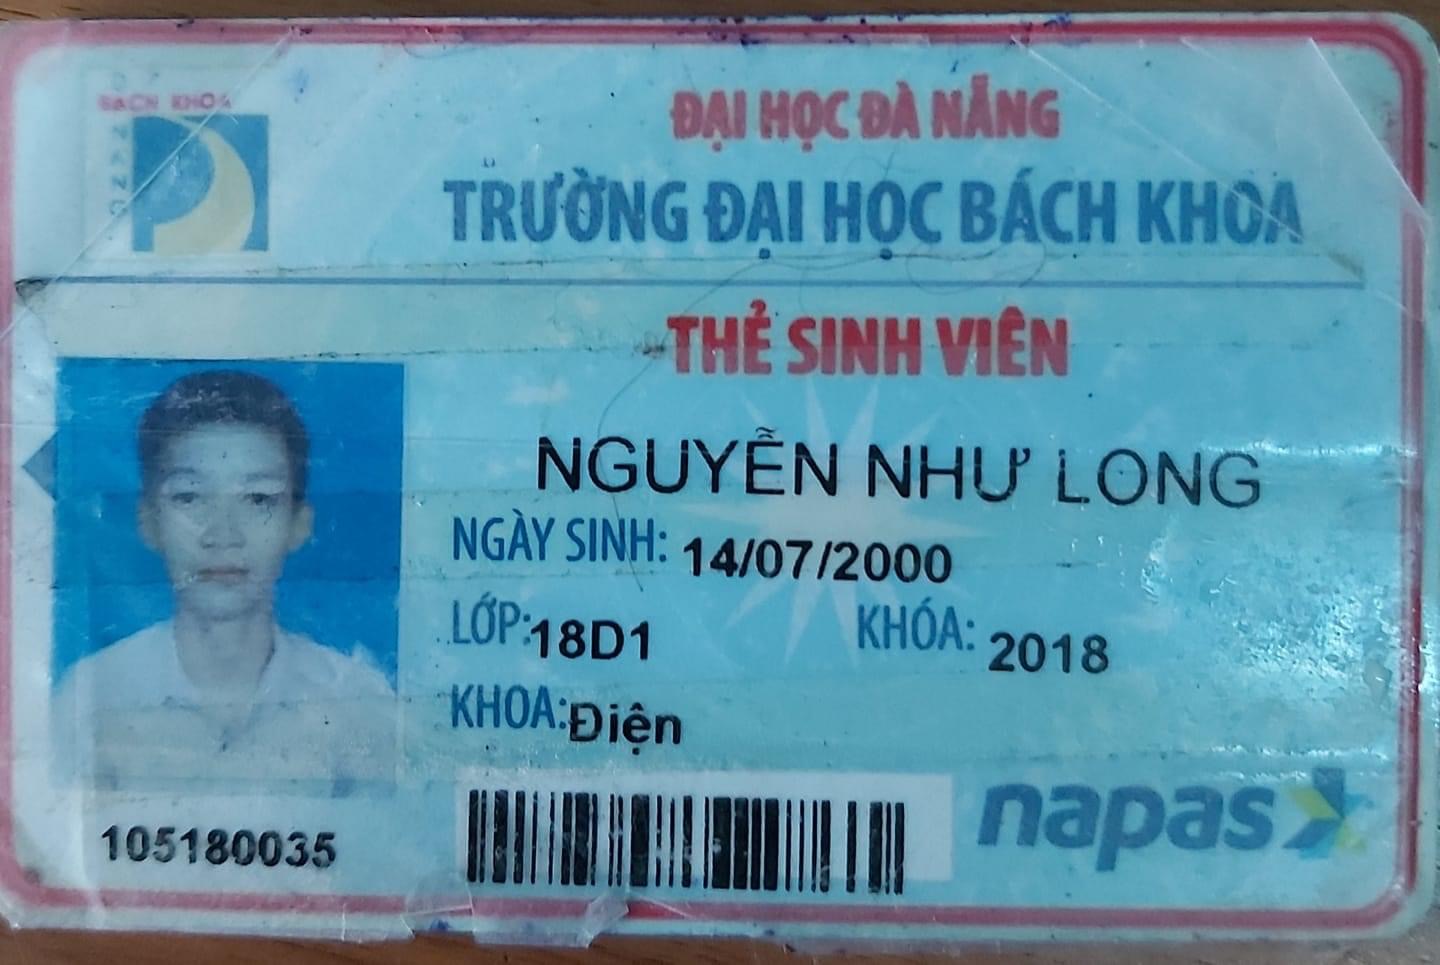 BACH KHOA
ĐẠI HỌC ĐÀ NẴNG
TRƯỜNG ĐẠI HỌC BÁCH KHOA
THẺ SINH VIÊN
NGUYỄN NHƯ LONG
NGÀY SINH: 14/07/2000
LỚP:18D1 KHÓA: 2018
KHOA:Điện
105180035
napas